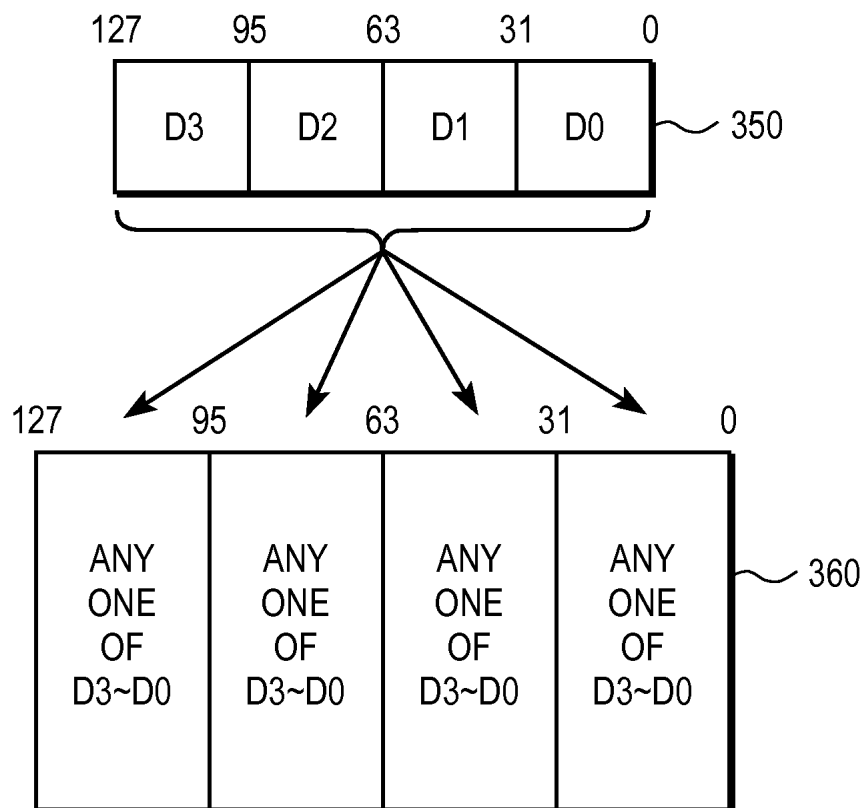 127 95 63 31 0
D3 D2 D1 D0 350
127 95 63 31 0
ANY ANY ANY ANY
ONE ONE ONE ONE 360
OF OF OF OF
D3~D0 D3~D0 D3~D0 D3~D0